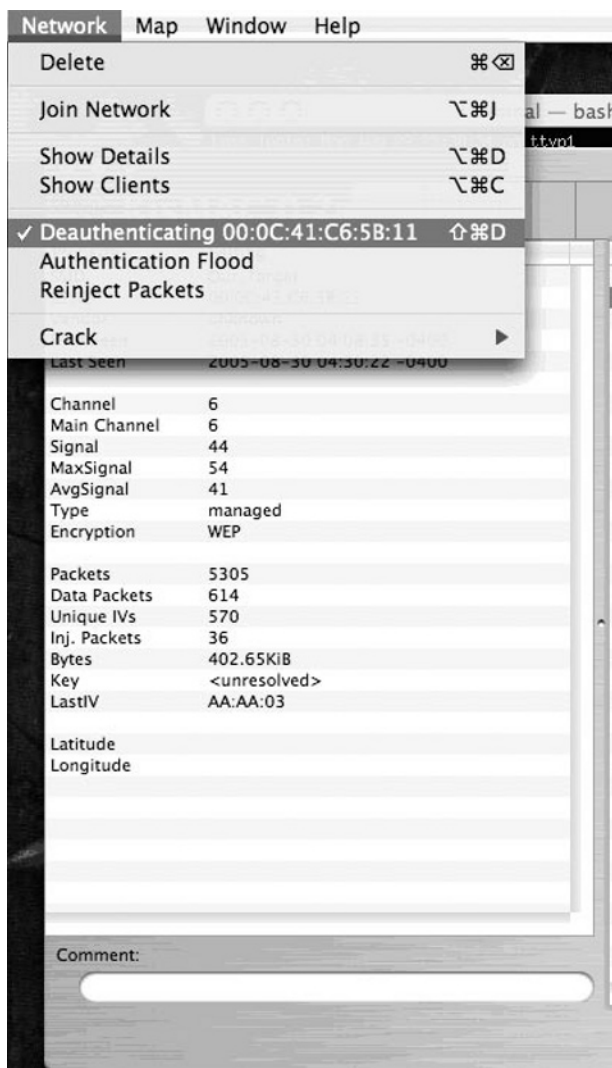 Network Map Window Help
Delete ⌘⌫
Join Network ⌥⌘J
al — bash
Show Details ⌥⌘D
ttyp1
Show Clients ⌥⌘C
✓ Deauthenticating 00:0C:41:C6:5B:11 ⇧⌘D
Authentication Flood
Reinject Packets
Crack ▶
Last Seen 2005-08-30 04:30:22 -0400
Channel 6
Main Channel 6
Signal 44
MaxSignal 54
AvgSignal 41
Type managed
Encryption WEP
Packets 5305
Data Packets 614
Unique IVs 570
Inj. Packets 36
Bytes 402.65KiB
Key <unresolved>
LastIV AA:AA:03
Latitude
Longitude
Comment: